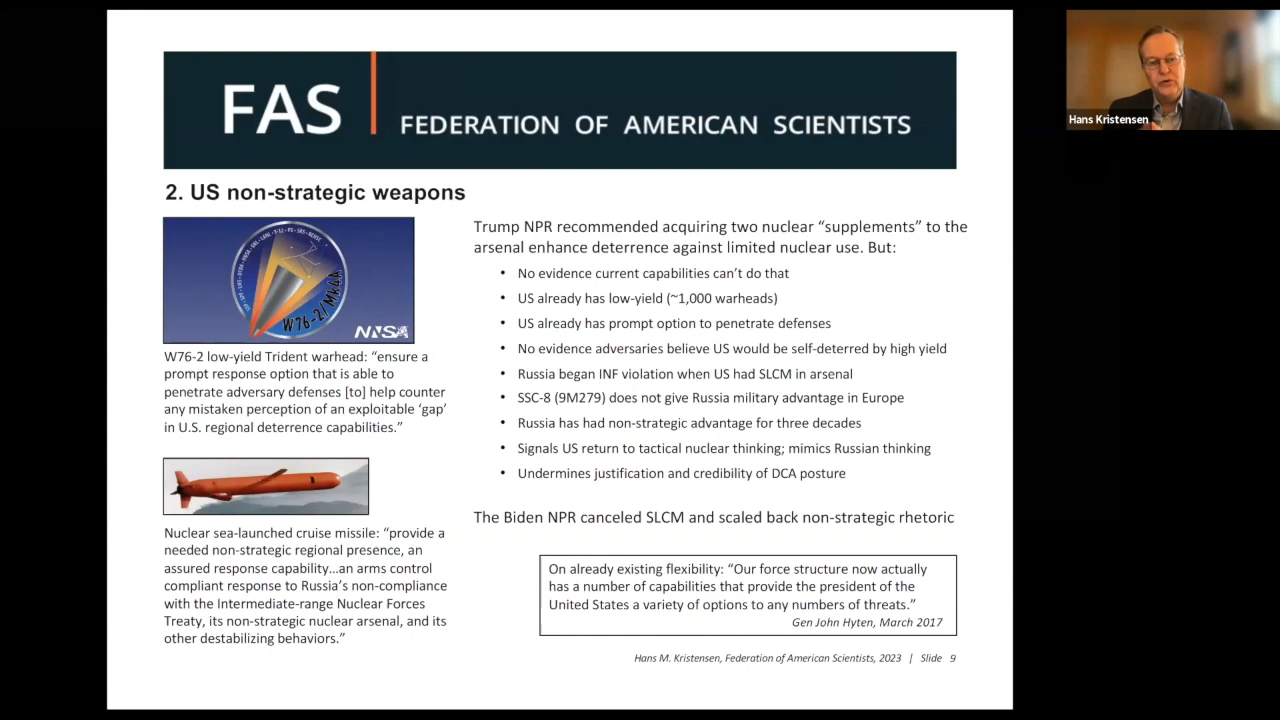 FAS
FEDERATION OF AMERICAN SCIENTISTS
2. US non-strategic weapons
W76-2/Mk4A
NNSA
W76-2 low-yield Trident warhead: “ensure a
prompt response option that is able to
penetrate adversary defenses [to] help counter
any mistaken perception of an exploitable ‘gap’
in U.S. regional deterrence capabilities.”
Nuclear sea-launched cruise missile: “provide a
needed non-strategic regional presence, an
assured response capability...an arms control
compliant response to Russia’s non-compliance
with the Intermediate-range Nuclear Forces
Treaty, its non-strategic nuclear arsenal, and its
other destabilizing behaviors.”
Trump NPR recommended acquiring two nuclear “supplements” to the
arsenal enhance deterrence against limited nuclear use. But:
• No evidence current capabilities can’t do that
• US already has low-yield (~1,000 warheads)
• US already has prompt option to penetrate defenses
• No evidence adversaries believe US would be self-deterred by high yield
• Russia began INF violation when US had SLCM in arsenal
• SSC-8 (9M279) does not give Russia military advantage in Europe
• Russia has had non-strategic advantage for three decades
• Signals US return to tactical nuclear thinking; mimics Russian thinking
• Undermines justification and credibility of DCA posture
The Biden NPR canceled SLCM and scaled back non-strategic rhetoric
On already existing flexibility: “Our force structure now actually
has a number of capabilities that provide the president of the
United States a variety of options to any numbers of threats.”
Gen John Hyten, March 2017
Hans M. Kristensen, Federation of American Scientists, 2023 | Slide 9
Hans Kristensen